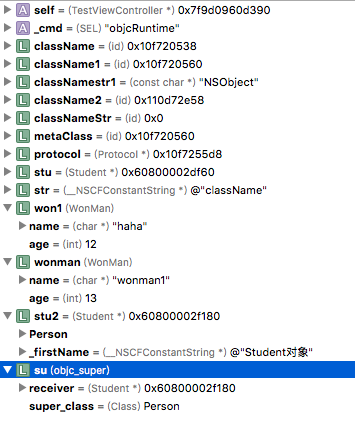 A self = (TestViewController *) 0x7f9d0960d390
A _cmd = (SEL) "objcRuntime"
L className = (id) 0x10f720538
L className1 = (id) 0x10f720560
L classNamestr1 = (const char *) "NSObject"
L className2 = (id) 0x110d72e58
L classNameStr = (id) 0x0
L metaClass = (id) 0x10f720560
L protocol = (Protocol *) 0x10f7255d8
L stu = (Student *) 0x60800002df60
L str = (__NSCFConstantString *) @"className"
L won1 (WonMan)
name = (char *) "haha"
age = (int) 12
L wonman (WonMan)
name = (char *) "wonman1"
age = (int) 13
L stu2 = (Student *) 0x60800002f180
Person
_firstName = (__NSCFConstantString *) @"Student对象"
L su (objc_super)
receiver = (Student *) 0x60800002f180
super_class = (Class) Person